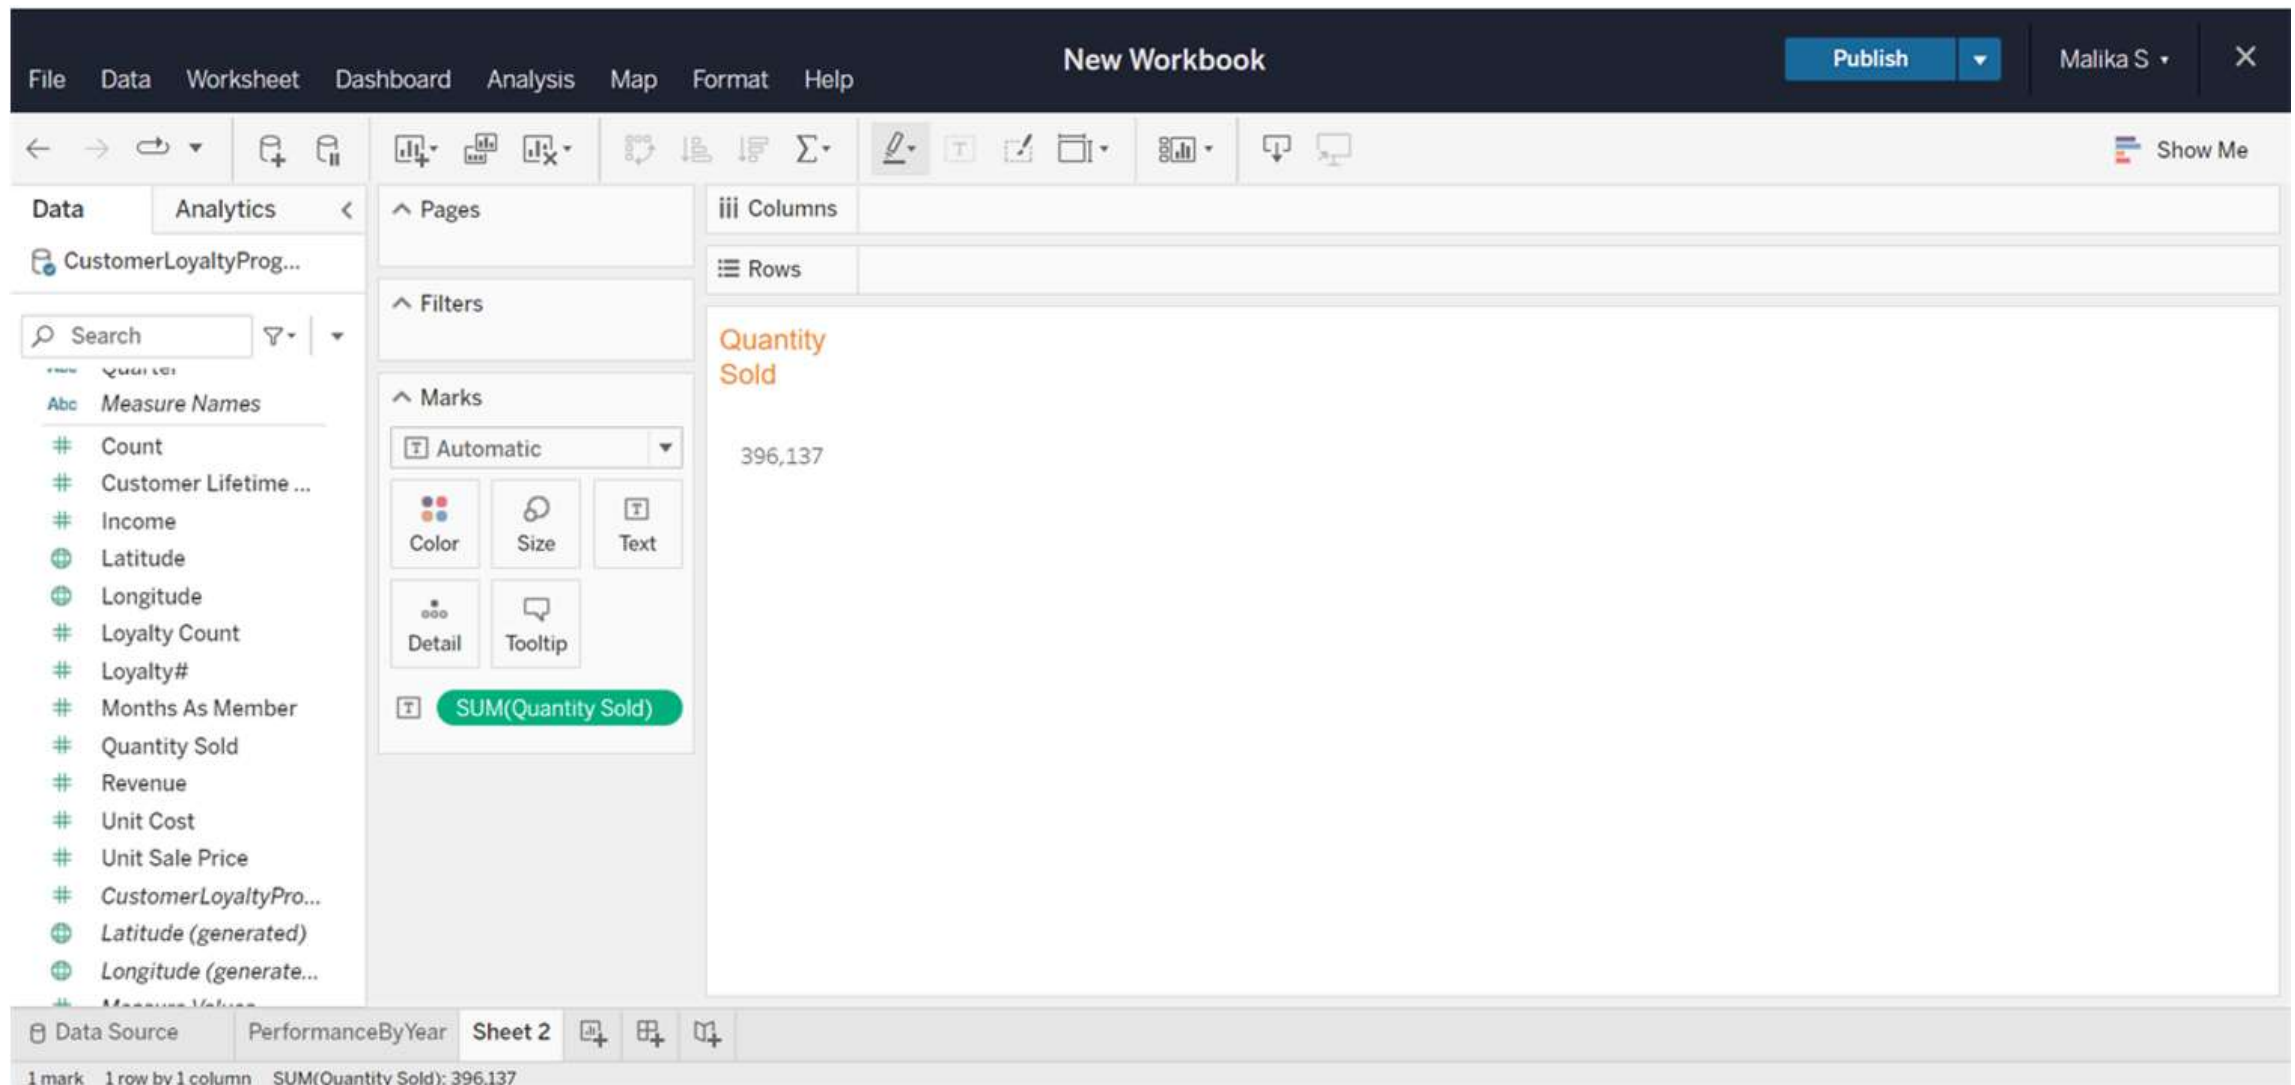 New Workbook
Publish
Malika S
File Data Worksheet Dashboard Analysis Map Format Help
Show Me
Data Analytics
CustomerLoyaltyProg...
Search
Quarter
Abc Measure Names
Count
Customer Lifetime ...
Income
Latitude
Longitude
Loyalty Count
Loyalty#
Months As Member
Quantity Sold
Revenue
Unit Cost
Unit Sale Price
CustomerLoyaltyPro...
Latitude (generated)
Longitude (generate...
Measure Values
Pages
Filters
Marks
Automatic
Color Size Text
Detail Tooltip
SUM(Quantity Sold)
Columns
Rows
Quantity
Sold
396,137
Data Source PerformanceByYear Sheet 2
1 mark 1 row by 1 column SUM(Quantity Sold): 396,137